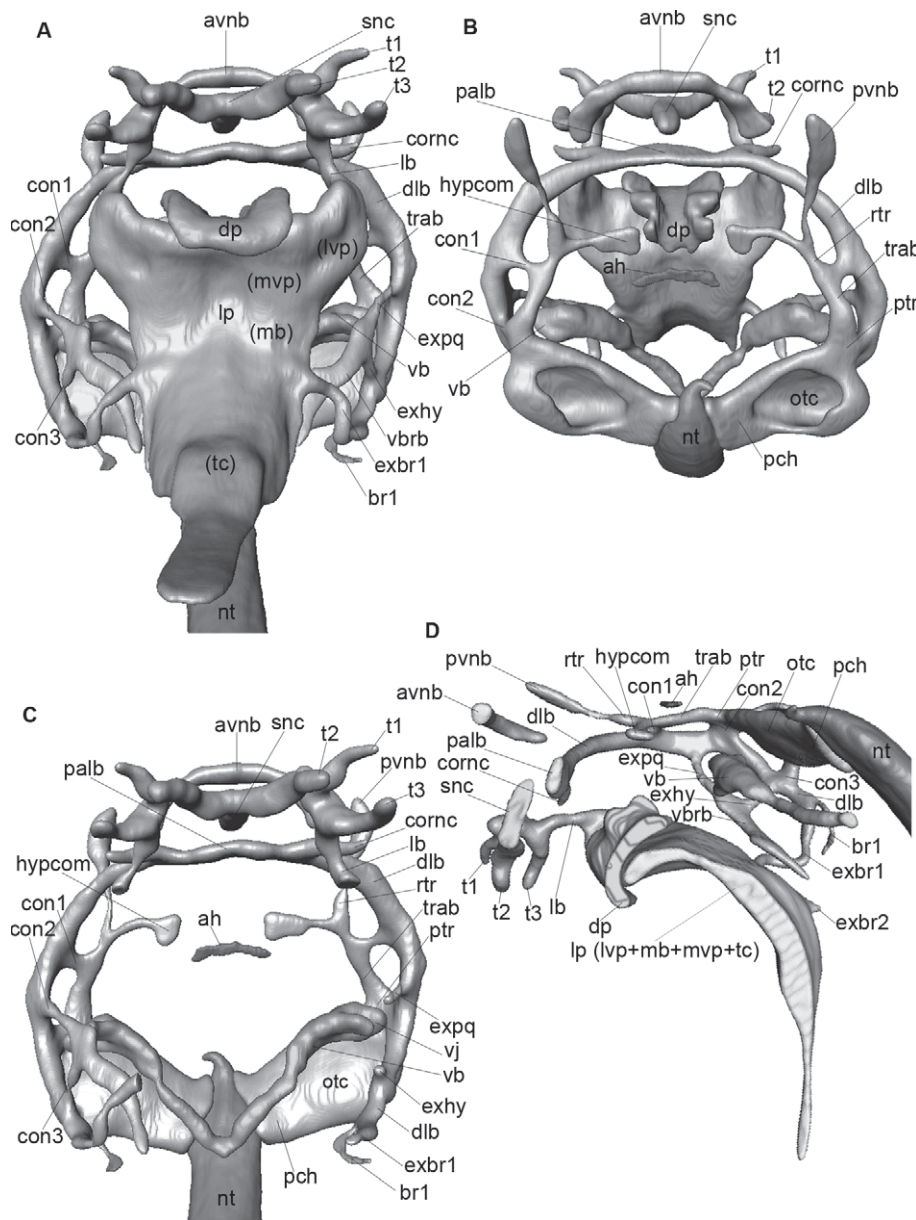 A
avnb
snc
t1
t2
t3
cornc
lb
dlb
con1
con2
trab
dp
(lvp)
(mvp)
lp
(mb)
expq
vb
exhy
con3
vbrb
exbr1
(tc)
br1
nt
B
avnb
snc
t1
t2
cornc
palb
pvnb
hypcom
dlb
dp
rtr
con1
ah
trab
con2
ptr
vb
otc
nt
pch
C
avnb
snc
t2
t1
pvnb
palb
t3
cornc
lb
hypcom
dlb
rtr
con1
ah
trab
con2
ptr
expq
vj
vb
otc
exhy
con3
dlb
pch
exbr1
br1
nt
D
pvnb
rtr
hypcom
con1
ah
trab
ptr
con2
otc
pch
avnb
dlb
palb
nt
cornc
expq
snc
vb
con3
exhy
dlb
vbrb
br1
t1
t2
t3
lb
exbr1
dp
exbr2
lp (lvp+mb+mvp+tc)